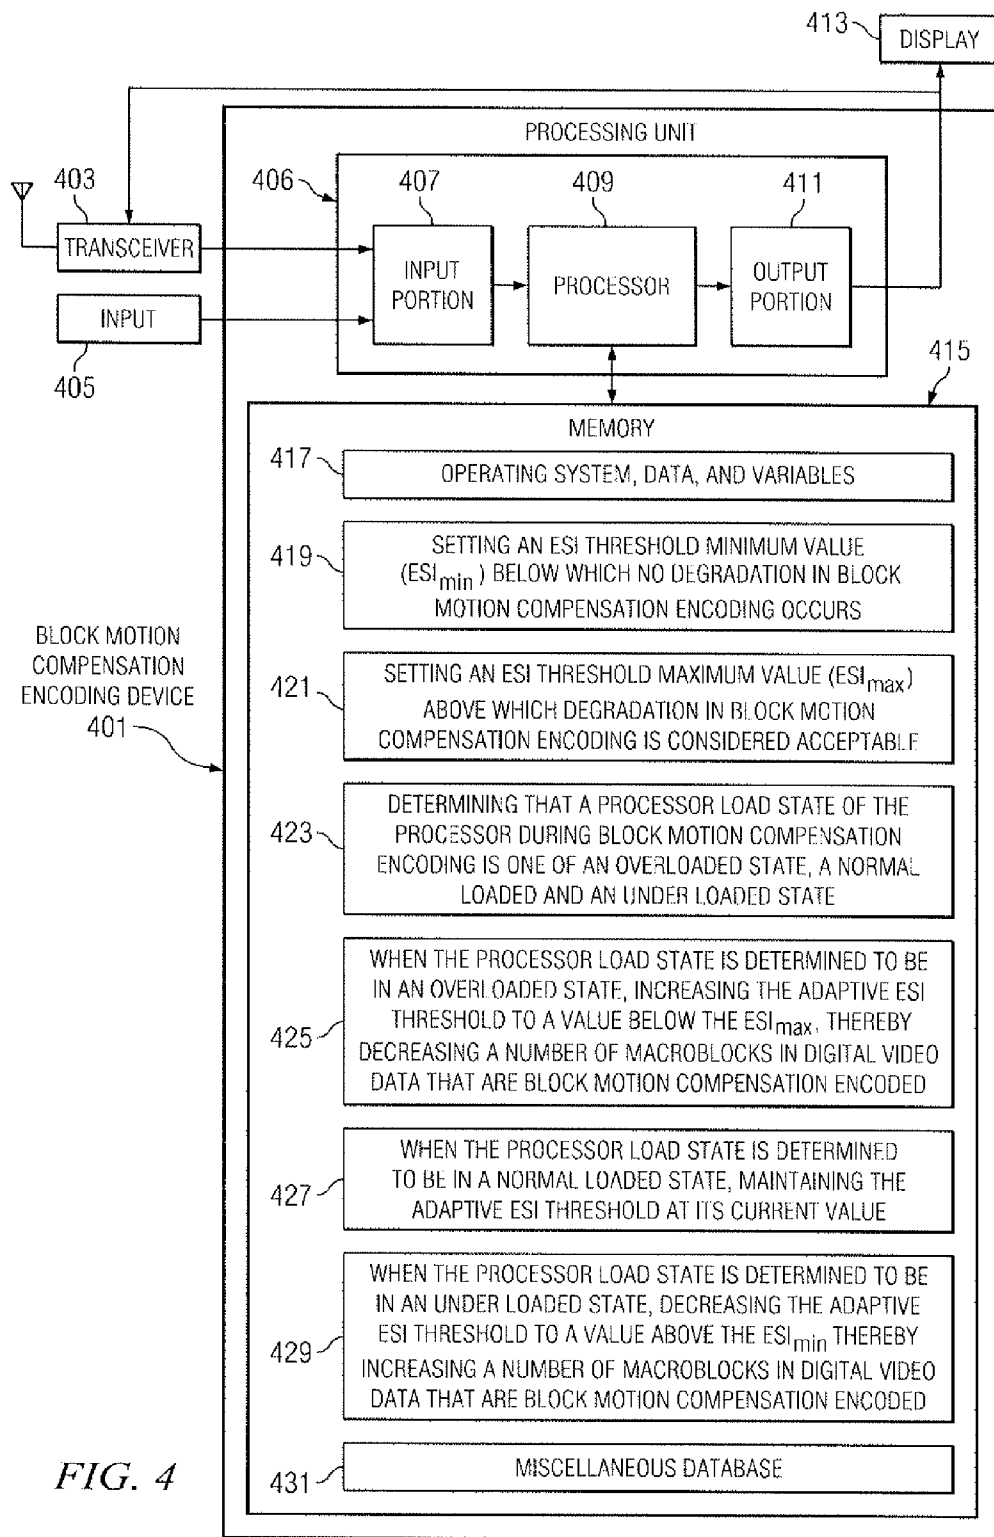 413
DISPLAY
PROCESSING UNIT
406
407
409
411
403
TRANSCEIVER
INPUT
PORTION
PROCESSOR
OUTPUT
PORTION
INPUT
405
415
MEMORY
417
OPERATING SYSTEM, DATA, AND VARIABLES
419
SETTING AN ESI THRESHOLD MINIMUM VALUE
(ESImin) BELOW WHICH NO DEGRADATION IN BLOCK
MOTION COMPENSATION ENCODING OCCURS
BLOCK MOTION
COMPENSATION
ENCODING DEVICE
401
421
SETTING AN ESI THRESHOLD MAXIMUM VALUE (ESImax)
ABOVE WHICH DEGRADATION IN BLOCK MOTION
COMPENSATION ENCODING IS CONSIDERED ACCEPTABLE
423
DETERMINING THAT A PROCESSOR LOAD STATE OF THE
PROCESSOR DURING BLOCK MOTION COMPENSATION
ENCODING IS ONE OF AN OVERLOADED STATE, A NORMAL
LOADED AND AN UNDER LOADED STATE
425
WHEN THE PROCESSOR LOAD STATE IS DETERMINED TO BE
IN AN OVERLOADED STATE, INCREASING THE ADAPTIVE ESI
THRESHOLD TO A VALUE BELOW THE ESImax, THEREBY
DECREASING A NUMBER OF MACROBLOCKS IN DIGITAL VIDEO
DATA THAT ARE BLOCK MOTION COMPENSATION ENCODED
427
WHEN THE PROCESSOR LOAD STATE IS DETERMINED
TO BE IN A NORMAL LOADED STATE, MAINTAINING THE
ADAPTIVE ESI THRESHOLD AT ITS CURRENT VALUE
429
WHEN THE PROCESSOR LOAD STATE IS DETERMINED TO BE
IN AN UNDER LOADED STATE, DECREASING THE ADAPTIVE
ESI THRESHOLD TO A VALUE ABOVE THE ESImin THEREBY
INCREASING A NUMBER OF MACROBLOCKS IN DIGITAL VIDEO
DATA THAT ARE BLOCK MOTION COMPENSATION ENCODED
431
MISCELLANEOUS DATABASE
FIG. 4